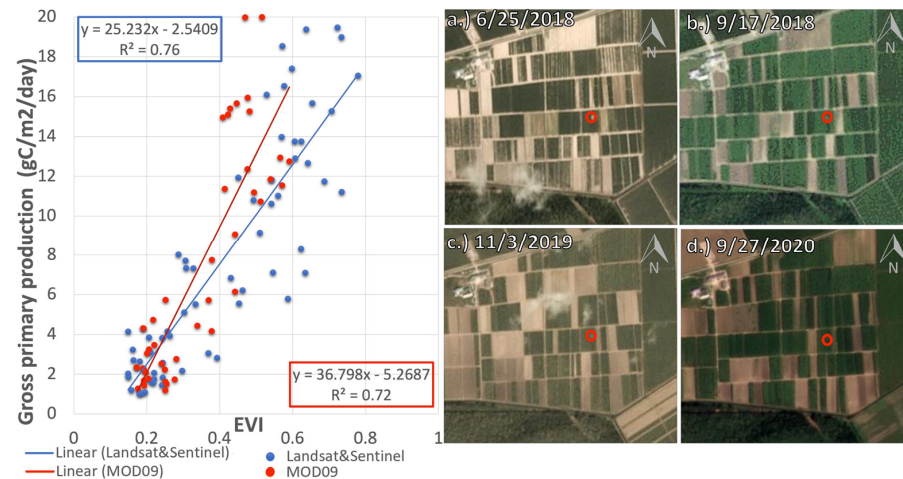 20
18
16
14
12
10
8
6
4
2
0
Gross primary production (gC/m2/day)
y = 25.232x - 2.5409
R² = 0.76
y = 36.798x - 5.2687
R² = 0.72
0
0.2
0.4
0.6
0.8
1
EVI
Linear (Landsat&Sentinel)
Landsat&Sentinel
Linear (MOD09)
MOD09
a.) 6/25/2018
N
b.) 9/17/2018
N
c.) 11/3/2019
N
d.) 9/27/2020
N